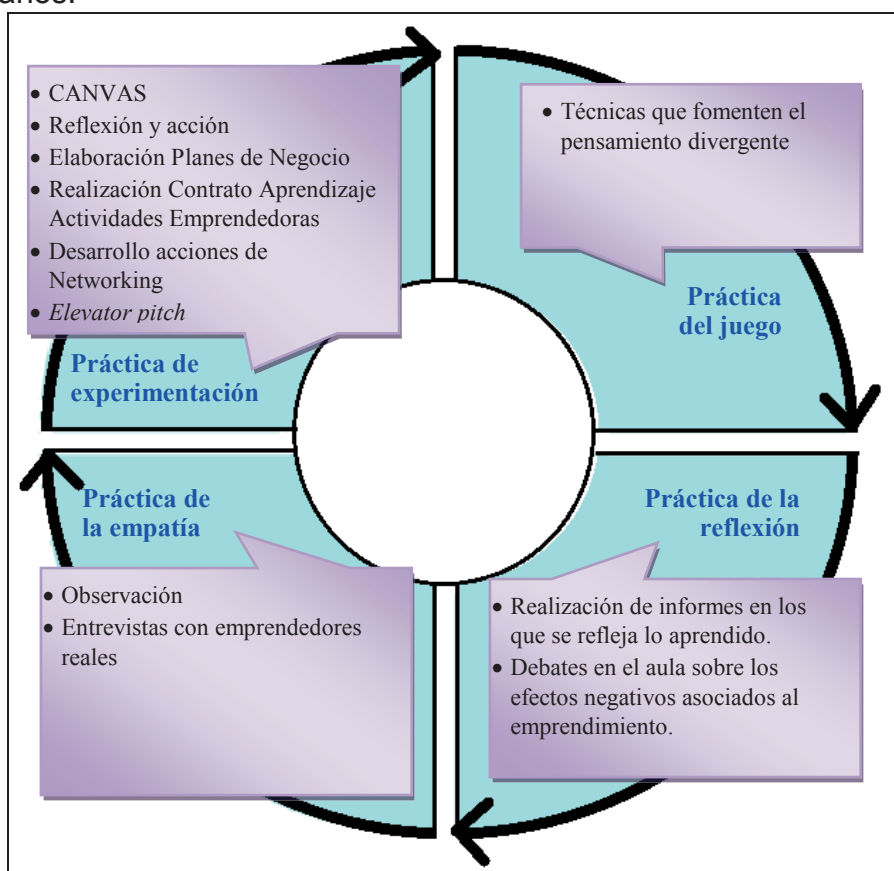 • CANVAS
• Reflexión y acción
• Elaboración Planes de Negocio
• Realización Contrato Aprendizaje
Actividades Emprendedoras
• Desarrollo acciones de
Networking
• Elevator pitch
Práctica de
experimentación
• Técnicas que fomenten el
pensamiento divergente
Práctica
del juego
Práctica de
la empatía
• Observación
• Entrevistas con emprendedores
reales
Práctica de la
reflexión
• Realización de informes en los
que se refleja lo aprendido.
• Debates en el aula sobre los
efectos negativos asociados al
emprendimiento.